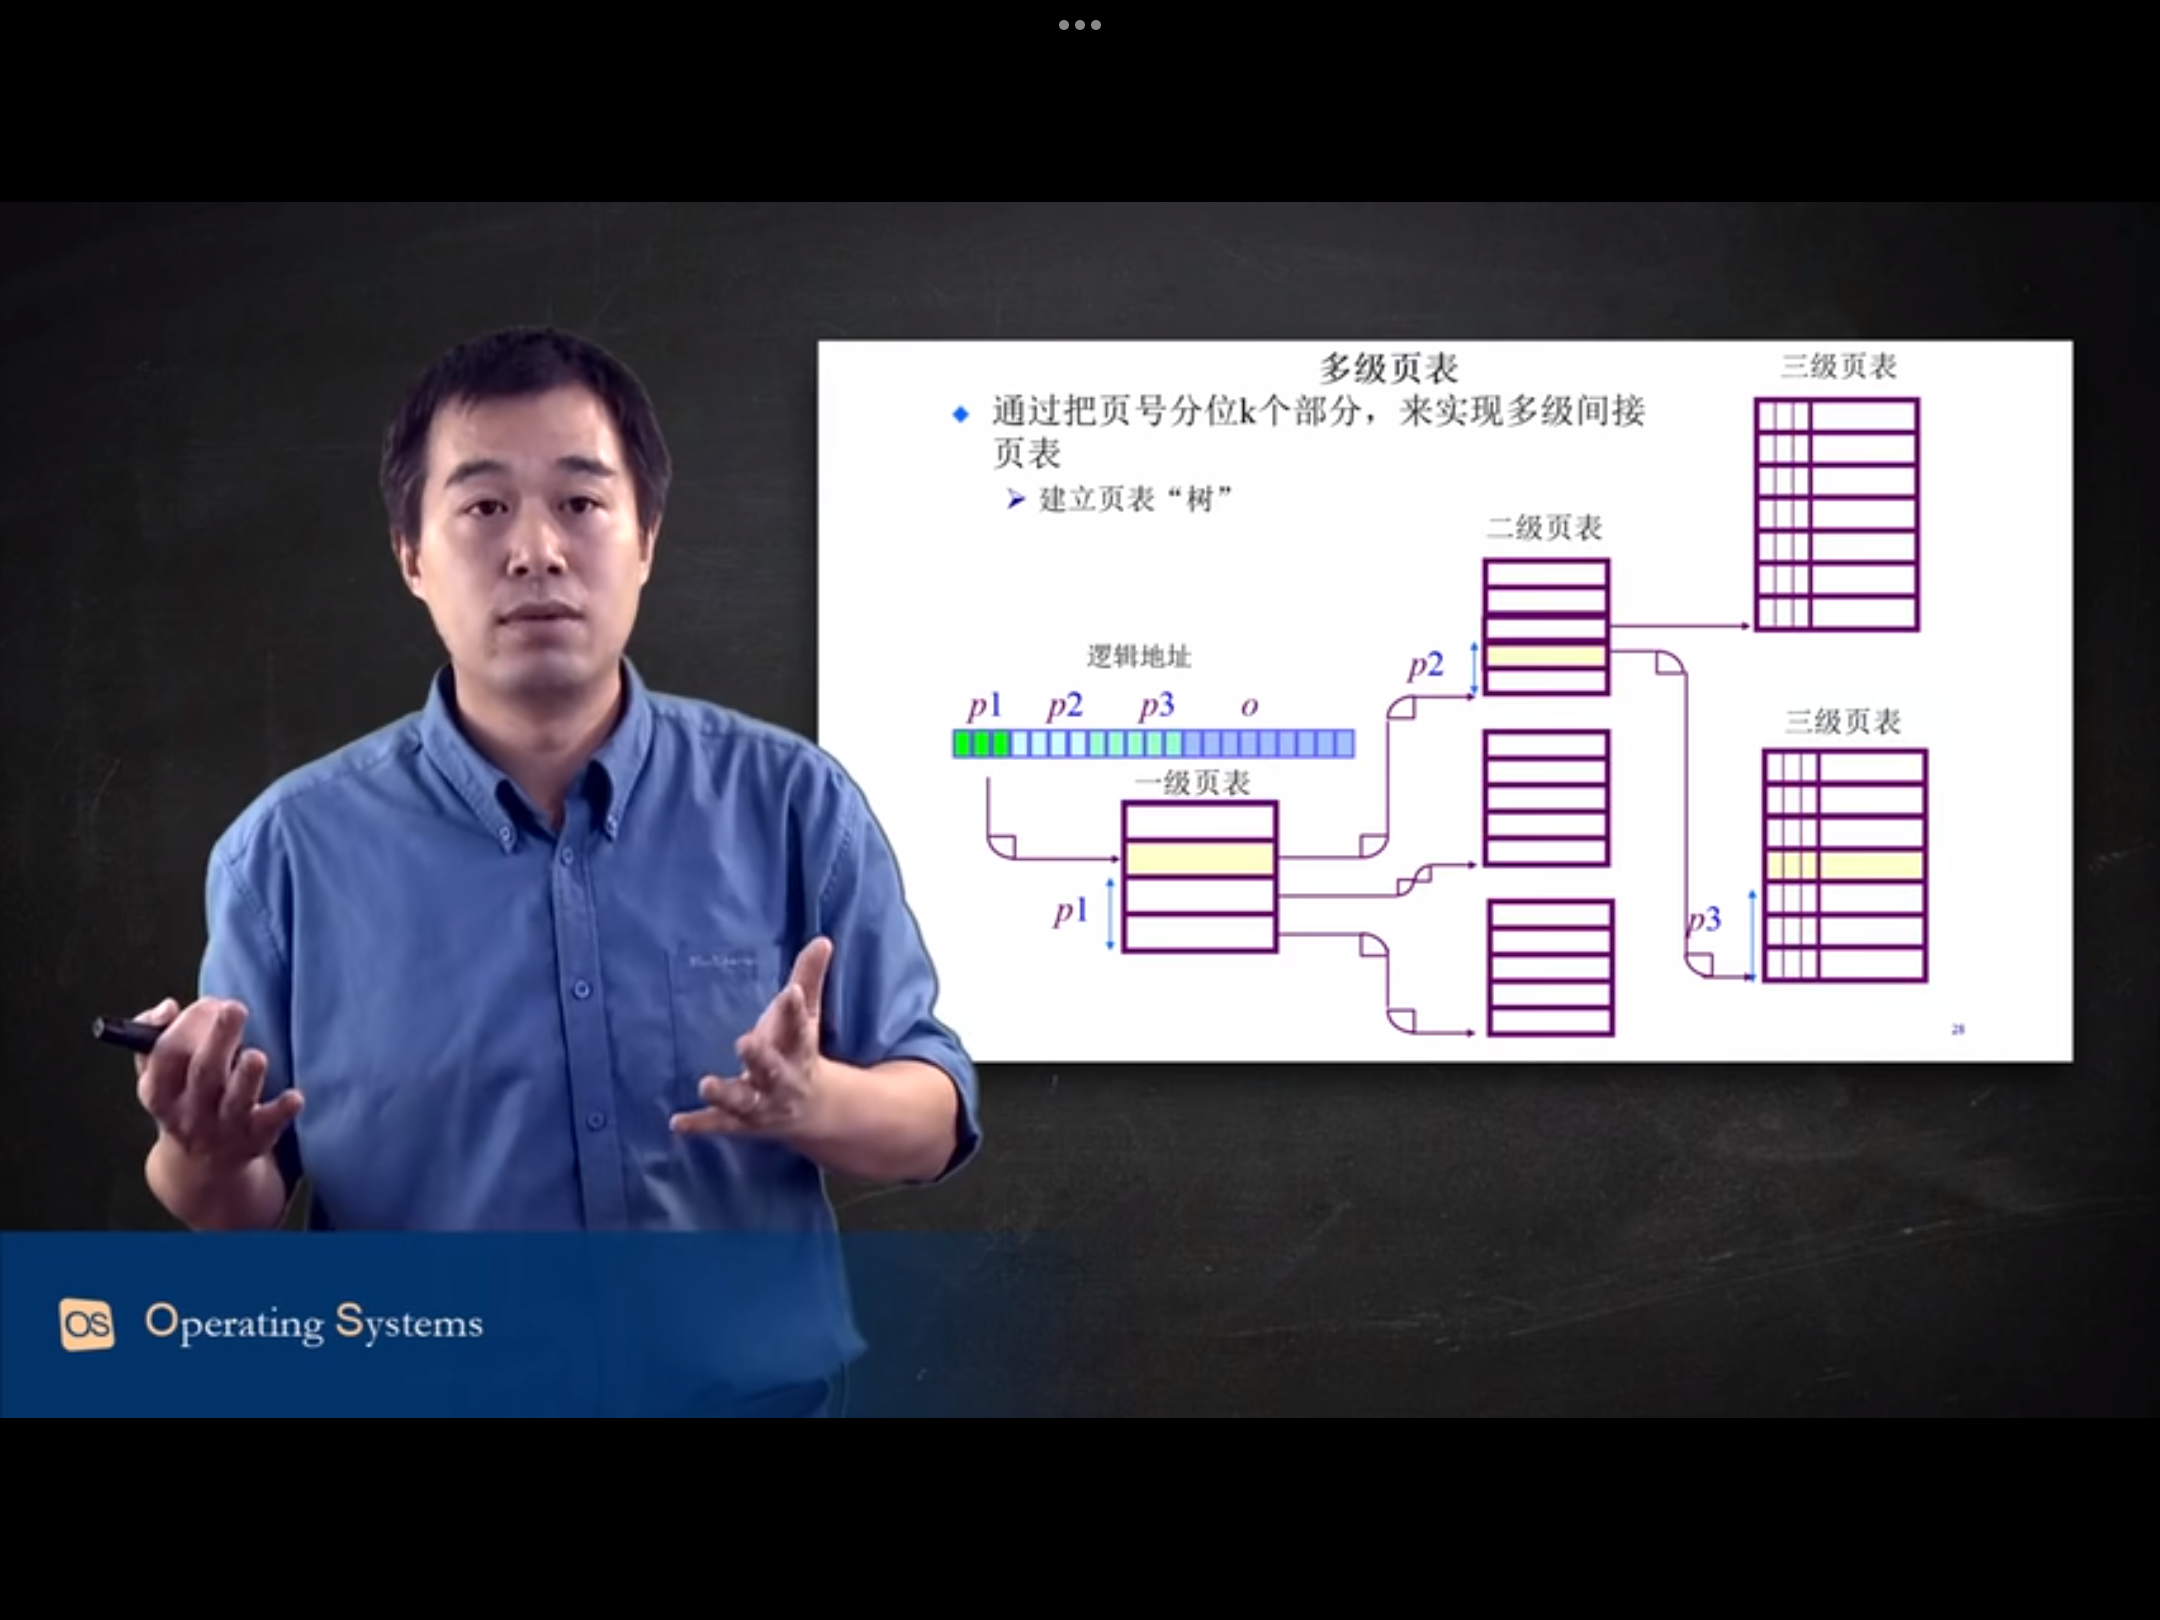 多级页表
三级页表
通过把页号分位k个部分，来实现多级间接
页表
建立页表“树”
二级页表
逻辑地址
p2
p1 p2 p3 o
三级页表
一级页表
p1
p3
28
OS Operating Systems